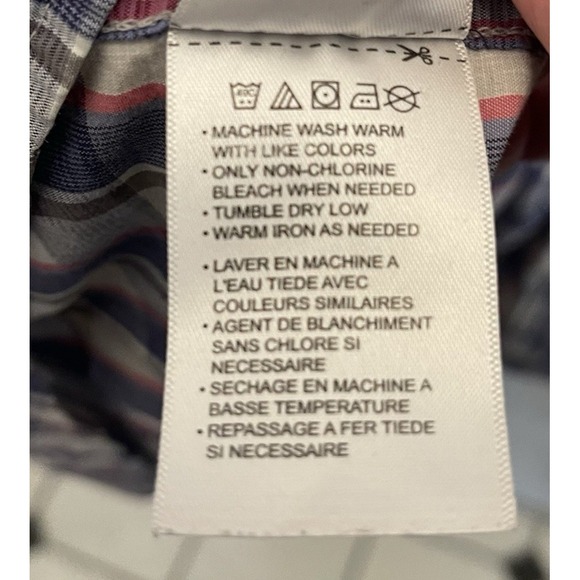 • MACHINE WASH WARM
WITH LIKE COLORS
• ONLY NON-CHLORINE
BLEACH WHEN NEEDED
• TUMBLE DRY LOW
• WARM IRON AS NEEDED
• LAVER EN MACHINE A
L'EAU TIEDE AVEC
COULEURS SIMILAIRES
• AGENT DE BLANCHIMENT
SANS CHLORE SI
NECESSAIRE
• SECHAGE EN MACHINE A
BASSE TEMPERATURE
• REPASSAGE A FER TIEDE
SI NECESSAIRE